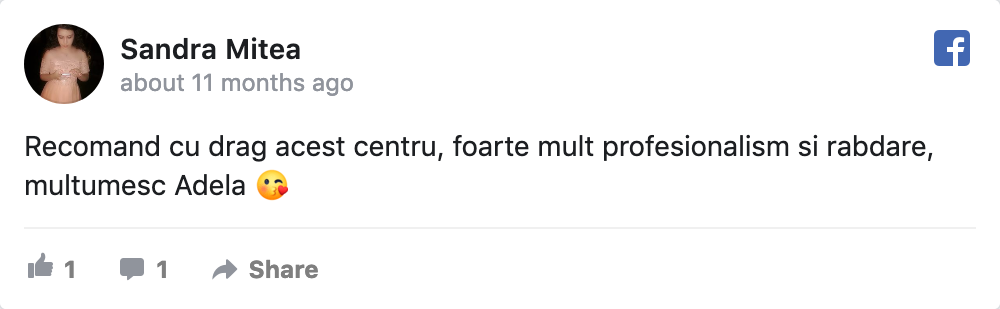 Sandra Mitea
about 11 months ago
Recomand cu drag acest centru, foarte mult profesionalism si rabdare,
multumesc Adela 😘
1 1 Share